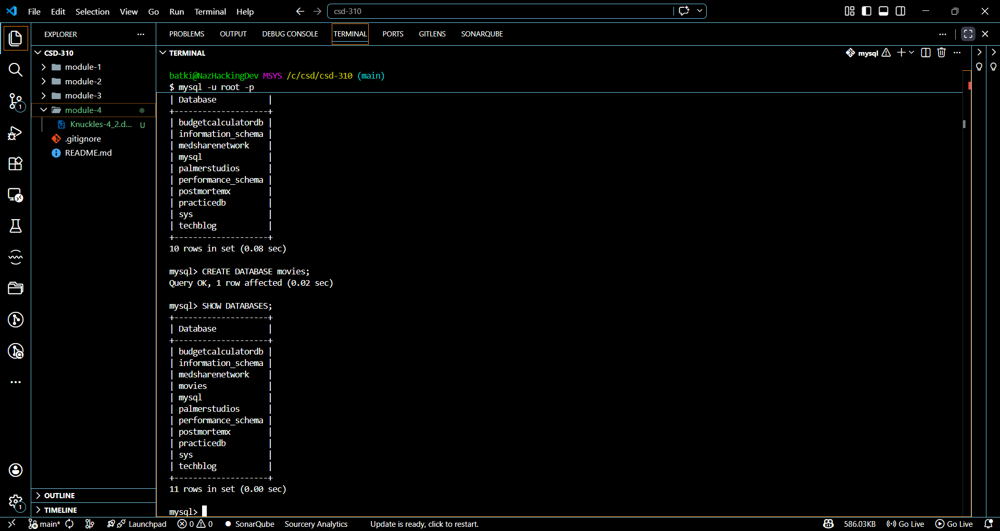 File Edit Selection View Go Run Terminal Help
csd-310
EXPLORER
PROBLEMS OUTPUT DEBUG CONSOLE TERMINAL PORTS GITLENS SONARQUBE
CSD-310
module-1
module-2
module-3
module-4
Knuckles-4_2.d... U
.gitignore
README.md
OUTLINE
TIMELINE
TERMINAL
mysql
batki@NazHackingDev MSYS /c/csd/csd-310 (main)
$ mysql -u root -p
| Database           |
+--------------------+
| budgetcalculatordb |
| information_schema |
| medsharenetwork    |
| mysql              |
| palmerstudios      |
| performance_schema |
| postmortemx        |
| practicedb         |
| sys                |
| techblog           |
+--------------------+
10 rows in set (0.08 sec)
mysql> CREATE DATABASE movies;
Query OK, 1 row affected (0.02 sec)
mysql> SHOW DATABASES;
+--------------------+
| Database           |
+--------------------+
| budgetcalculatordb |
| information_schema |
| medsharenetwork    |
| movies             |
| mysql              |
| palmerstudios      |
| performance_schema |
| postmortemx        |
| practicedb         |
| sys                |
| techblog           |
+--------------------+
11 rows in set (0.00 sec)
mysql>
1
1
main* Launchpad 0 0 SonarQube Sourcery Analytics Update is ready, click to restart. 586.03KB Go Live Go Live